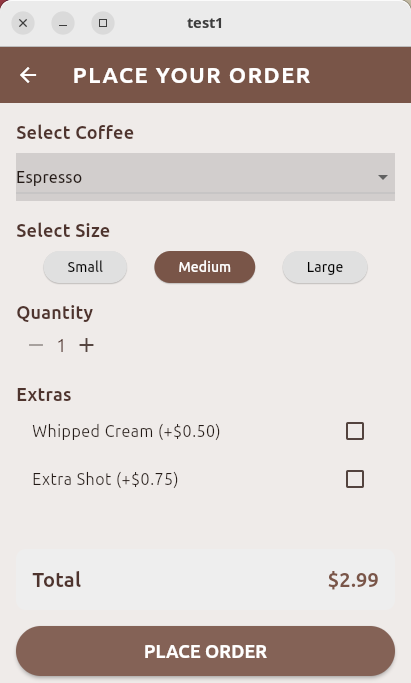 test1
PLACE YOUR ORDER
Select Coffee
Espresso
Select Size
Small Medium Large
Quantity
1
Extras
Whipped Cream (+$0.50)
Extra Shot (+$0.75)
Total $2.99
PLACE ORDER